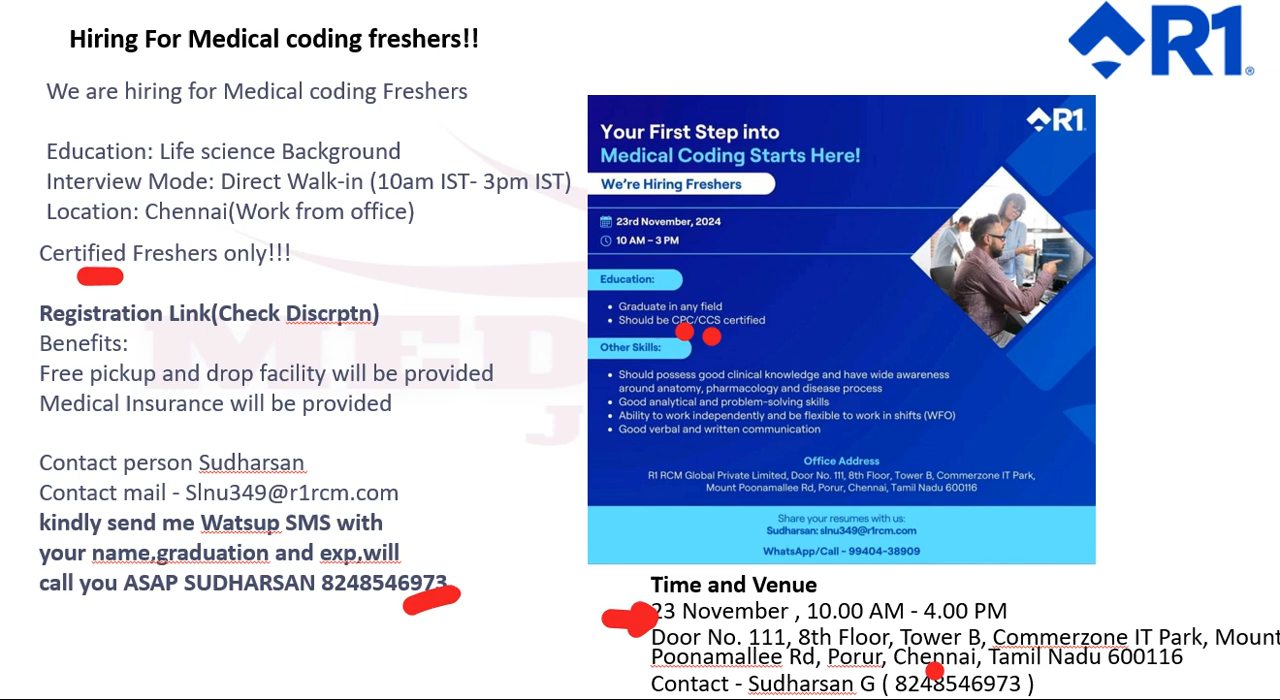 Hiring For Medical coding freshers!!
R1®
We are hiring for Medical coding Freshers
Education: Life science Background
Interview Mode: Direct Walk-in (10am IST- 3pm IST)
Location: Chennai(Work from office)
Certified Freshers only!!!
Registration Link(Check Discrptn)
Benefits:
Free pickup and drop facility will be provided
Medical Insurance will be provided
Contact person Sudharsan
Contact mail - Slnu349@r1rcm.com
kindly send me Watsup SMS with
your name,graduation and exp,will
call you ASAP SUDHARSAN 8248546973
R1
Your First Step into
Medical Coding Starts Here!
We're Hiring Freshers
23rd November, 2024
10 AM – 3 PM
Education:
• Graduate in any field
• Should be CPC/CCS certified
Other Skills:
• Should possess good clinical knowledge and have wide awareness
around anatomy, pharmacology and disease process
• Good analytical and problem-solving skills
• Ability to work independently and be flexible to work in shifts (WFO)
• Good verbal and written communication
Office Address
R1 RCM Global Private Limited, Door No. 111, 8th Floor, Tower B, Commerzone IT Park,
Mount Poonamallee Rd, Porur, Chennai, Tamil Nadu 600116
Share your resumes with us:
Sudharsan: slnu349@r1rcm.com
WhatsApp/Call - 99404-38909
Time and Venue
23 November , 10.00 AM - 4.00 PM
Door No. 111, 8th Floor, Tower B, Commerzone IT Park, Mount
Poonamallee Rd, Porur, Chennai, Tamil Nadu 600116
Contact - Sudharsan G ( 8248546973 )